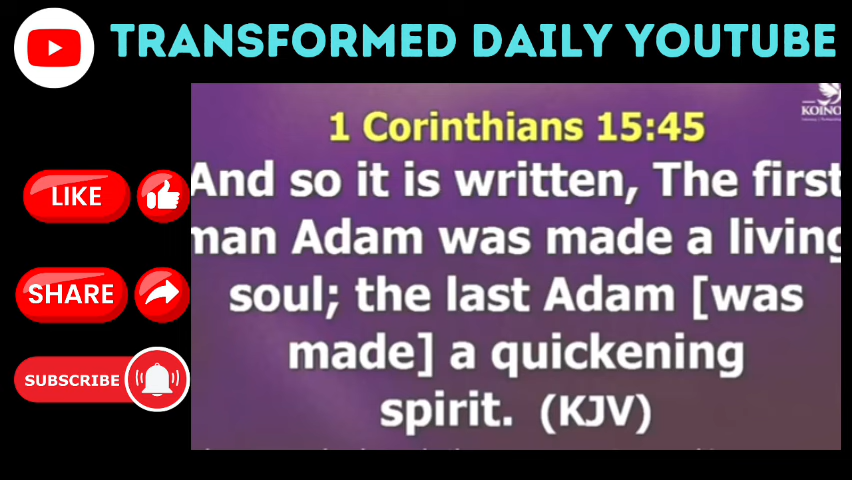 TRANSFORMED DAILY YOUTUBE
KOINO
1 Corinthians 15:45
And so it is written, The first
man Adam was made a living
soul; the last Adam [was
made] a quickening
spirit. (KJV)
LIKE
SHARE
SUBSCRIBE